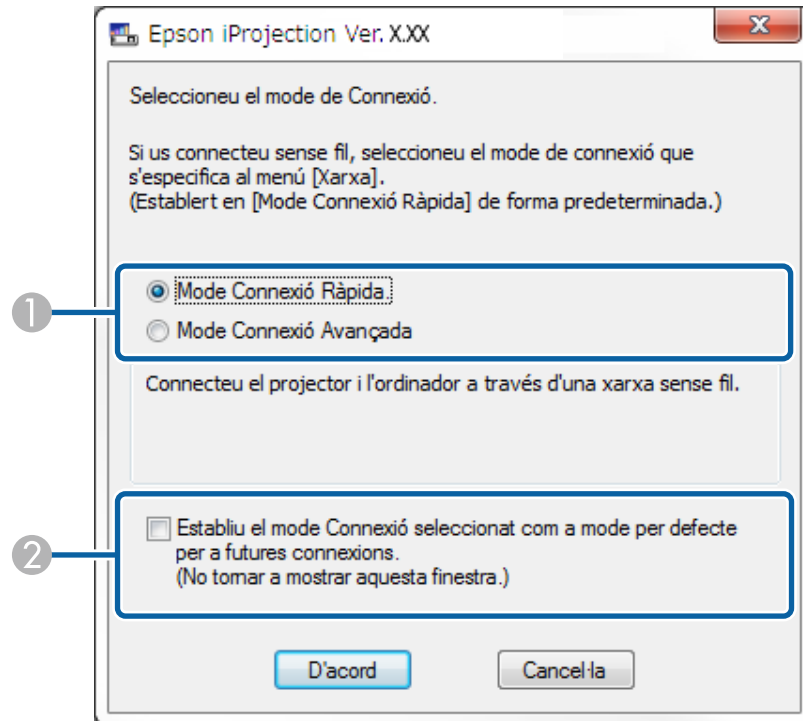 Epson iProjection Ver. X.XX
Seleccioneu el mode de Connexió.
Si us connecteu sense fil, seleccioneu el mode de connexió que
s'especifica al menú [Xarxa].
(Establert en [Mode Connexió Ràpida] de forma predeterminada.)
1
Mode Connexió Ràpida.
Mode Connexió Avançada
Connecteu el projector i l'ordinador a través d'una xarxa sense fil.
2
Establiu el mode Connexió seleccionat com a mode per defecte
per a futures connexions.
(No tornar a mostrar aquesta finestra.)
D'acord
Cancel·la